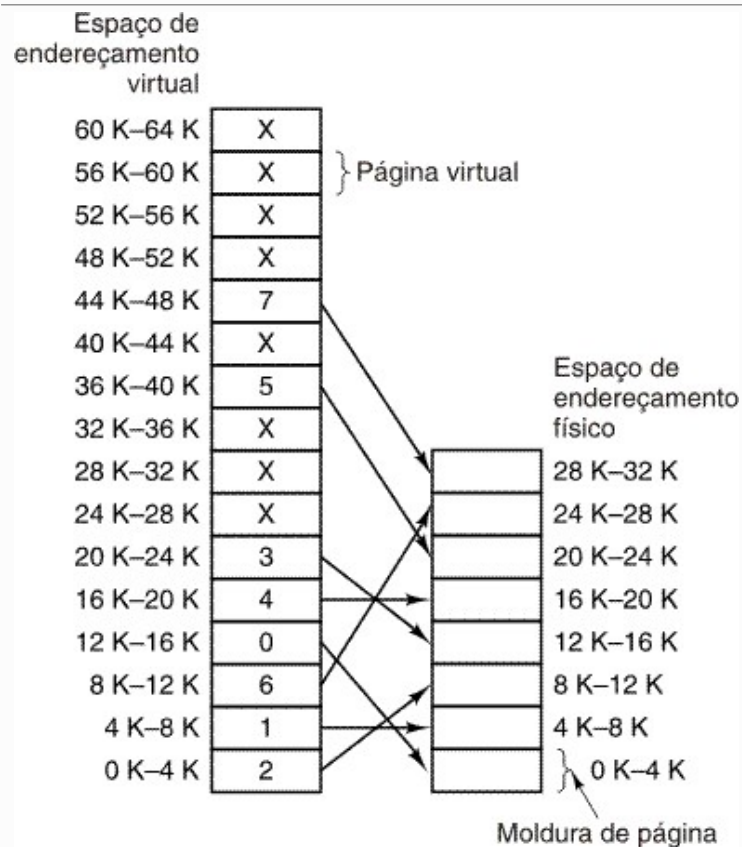 Espaço de
endereçamento
virtual
60 K–64 K X
56 K–60 K X Página virtual
52 K–56 K X
48 K–52 K X
44 K–48 K 7
40 K–44 K X
36 K–40 K 5
32 K–36 K X
28 K–32 K X
24 K–28 K X
20 K–24 K 3
16 K–20 K 4
12 K–16 K 0
8 K–12 K 6
4 K–8 K 1
0 K–4 K 2
Espaço de
endereçamento
físico
28 K–32 K
24 K–28 K
20 K–24 K
16 K–20 K
12 K–16 K
8 K–12 K
4 K–8 K
0 K–4 K
Moldura de página